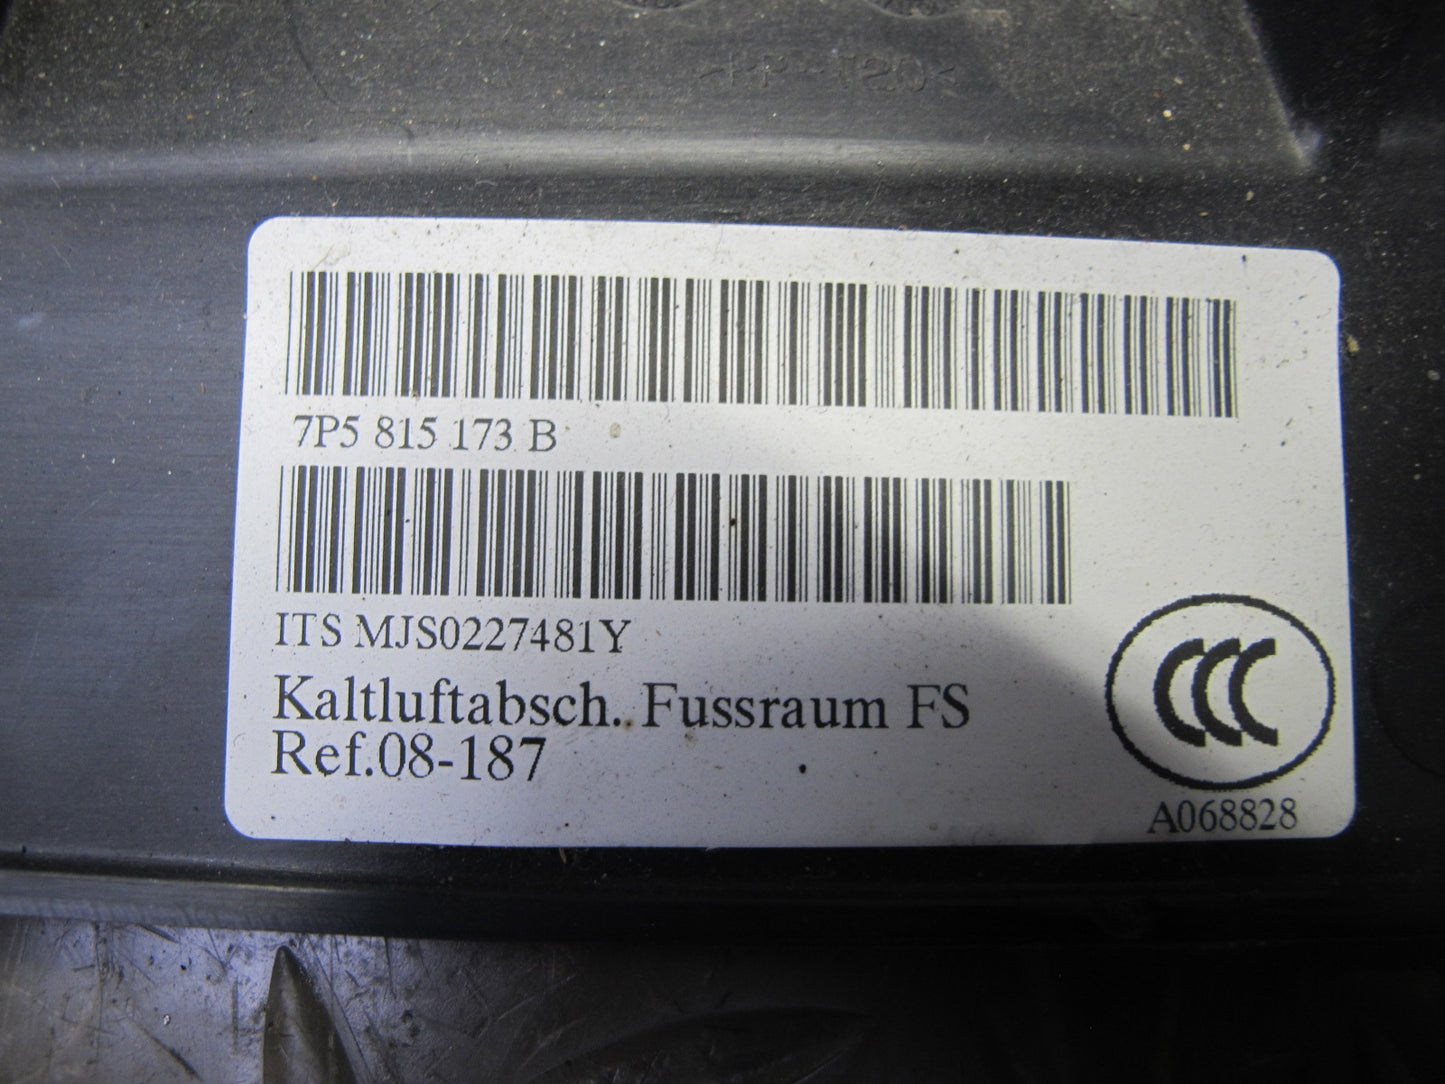 7P5 815 173 B
ITS MJS0227481Y
Kaltluftabsch. Fussraum FS
Ref.08-187
CCC
A068828